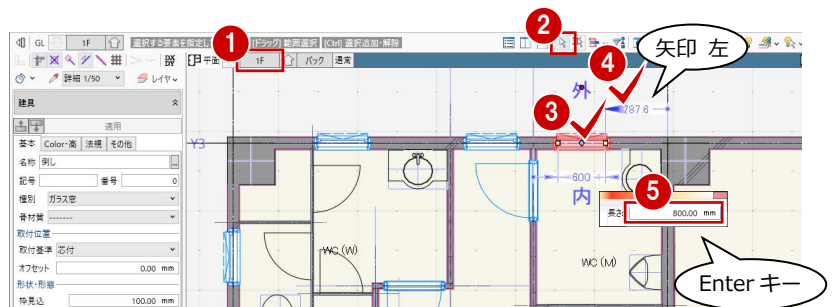 GL 1F 選択する要素を指定し [ドラッグ] 範囲選択 [Ctrl] 選択追加・解除
平面 1F バック 通常
詳細 1/50 レイヤ
建具
適用
基本 Color・高 法規 その他
名称 倒し
記号 番号 0
種別 ガラス窓
骨材質 -------
取付位置
取付基準 芯付
オフセット 0.00 mm
形状・形態
枠見込 100.00 mm
1
2
3
4
5
矢印 左
外
787.6
Y3
600
内
長さ: 800.00 mm
WC (W)
WC (M)
Enter キー